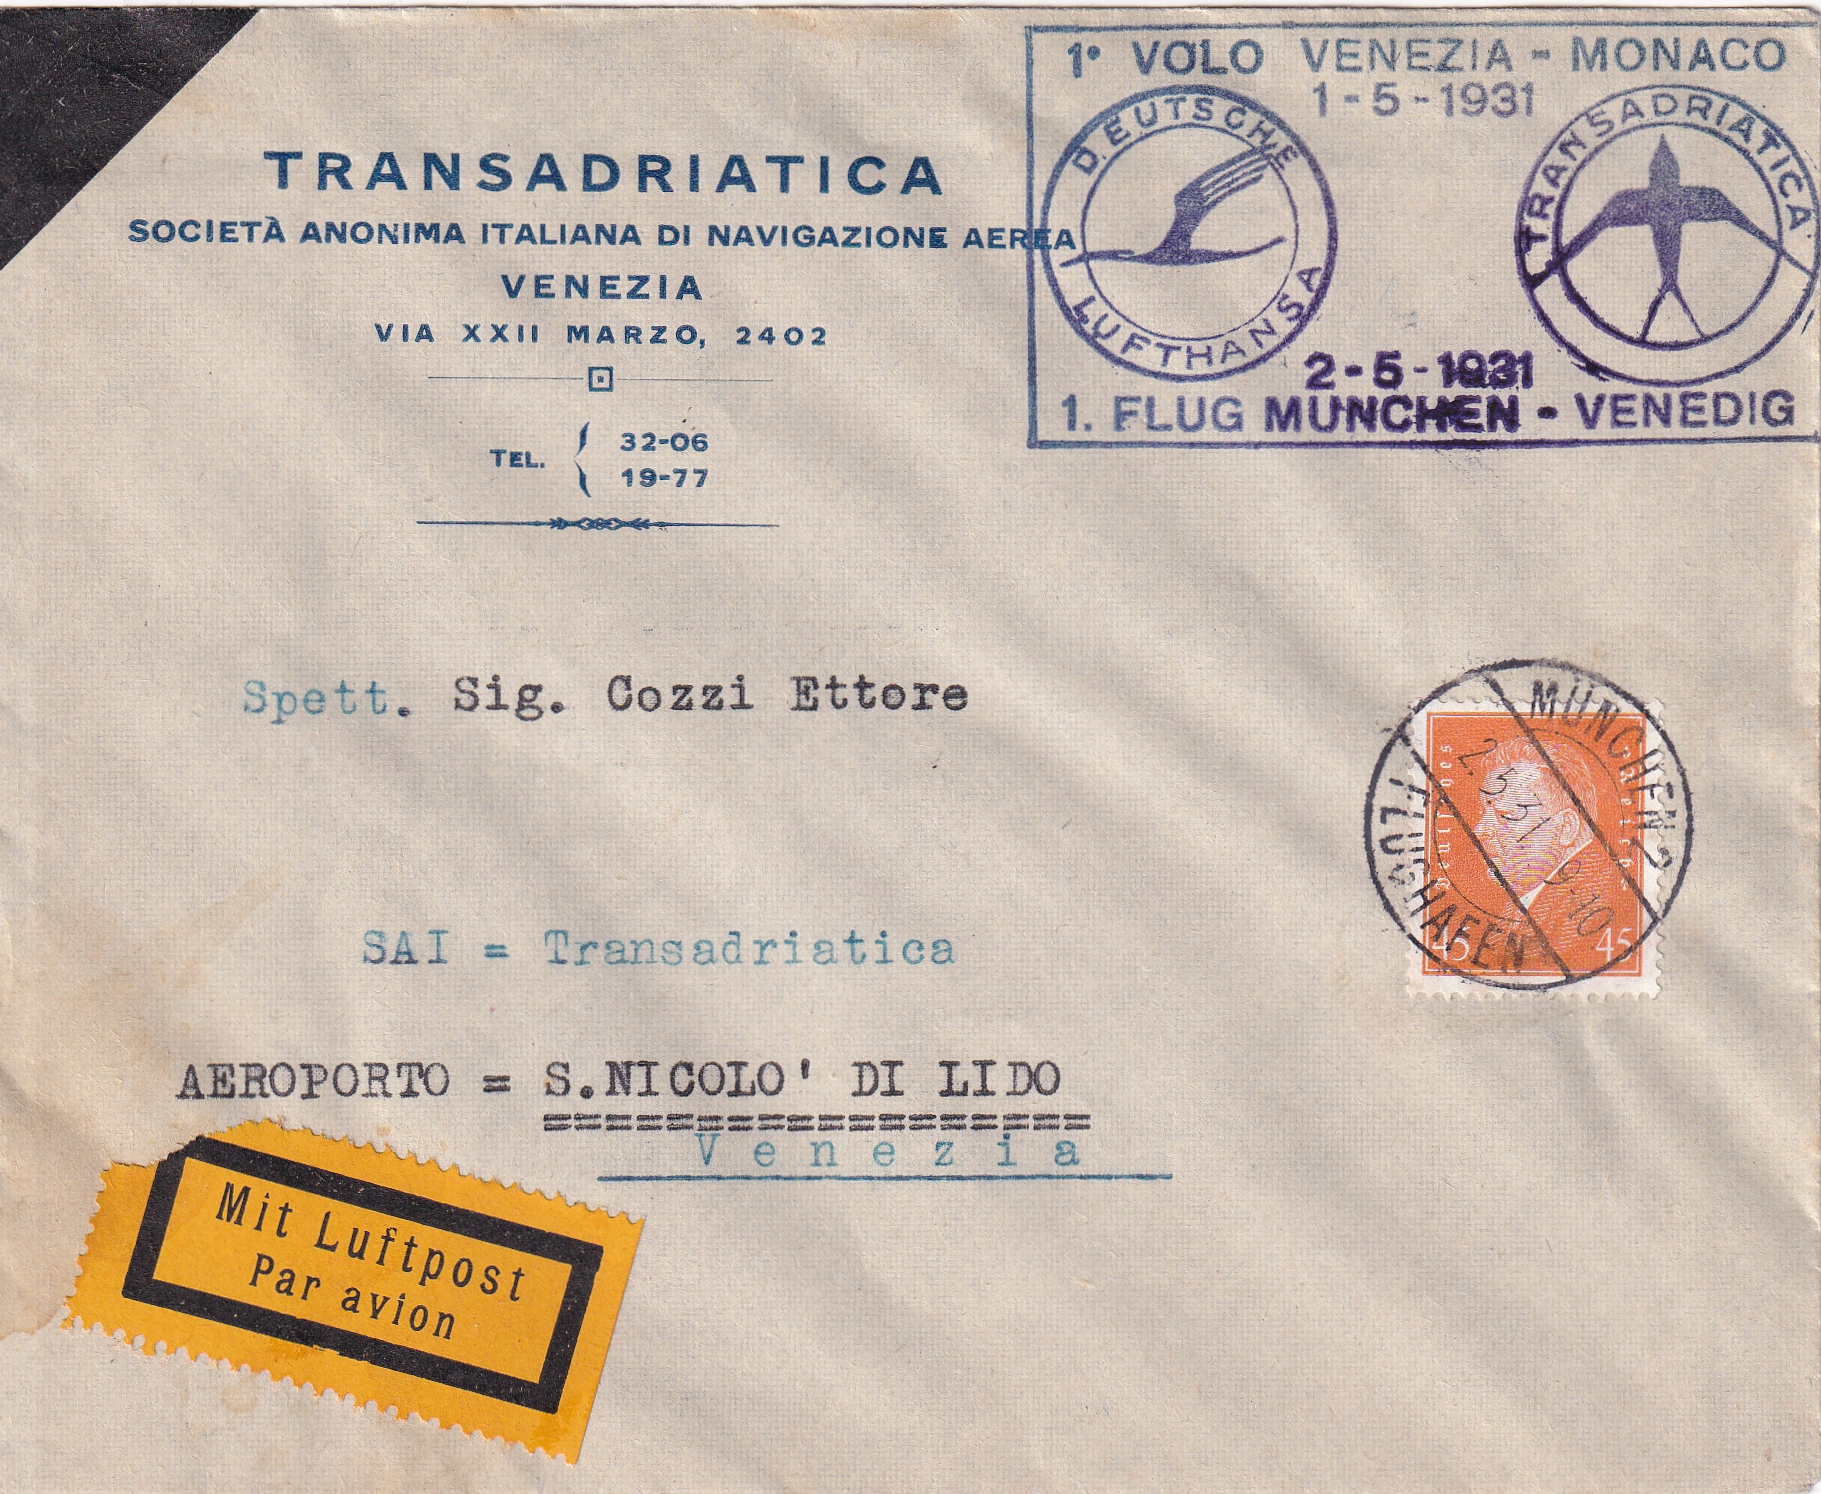 TRANSADRIATICA
SOCIETÀ ANONIMA ITALIANA DI NAVIGAZIONE AEREA
VENEZIA
VIA XXII MARZO, 2402
TEL. { 32-06
19-77
1º VOLO VENEZIA - MONACO
1-5-1931
DEUTSCHE
LUFTHANSA
TRANSADRIATICA
2-5-1931
1. FLUG MUNCHEN - VENEDIG
Spett. Sig. Cozzi Ettore
SAI = Transadriatica
AEROPORTO = S.NICOLO' DI LIDO
==================
Venezia
MÜNCHEN 2
2.5.31 9-10
FLUGHAFEN
Deutsches Reich
45 45
Mit Luftpost
Par avion